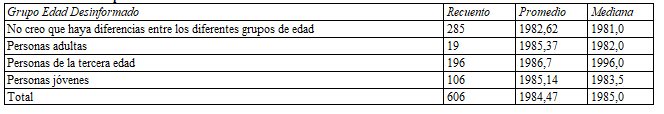 Grupo Edad Desinformado Recuento Promedio Mediana
No creo que haya diferencias entre los diferentes grupos de edad 285 1982,62 1981,0
Personas adultas 19 1985,37 1982,0
Personas de la tercera edad 196 1986,7 1996,0
Personas jóvenes 106 1985,14 1983,5
Total 606 1984,47 1985,0